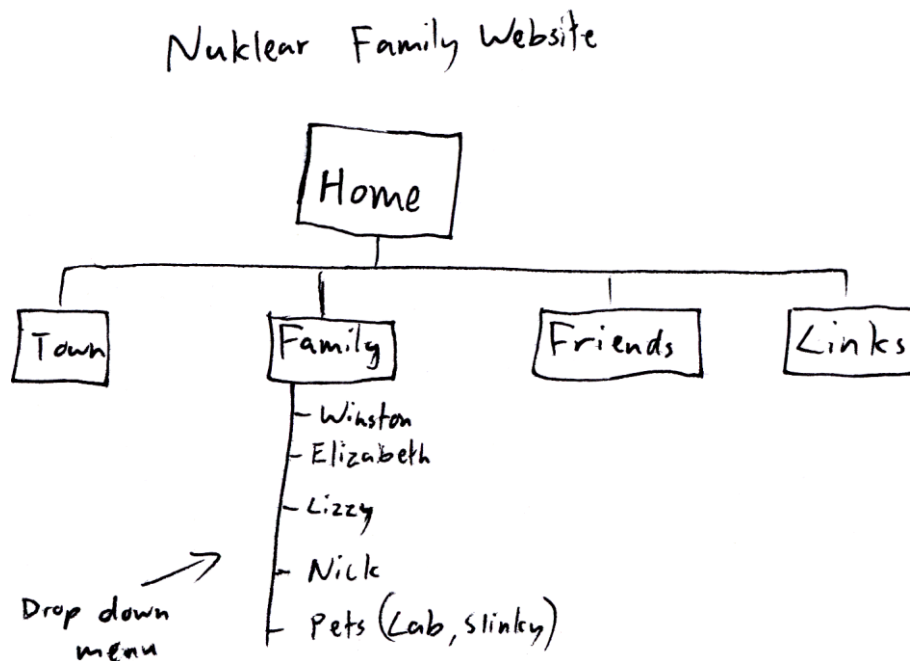 Nuklear Family Website
Home
Town
Family
Friends
Links
Winston
Elizabeth
Lizzy
Nick
Pets (Lab, Slinky)
Drop down
menu